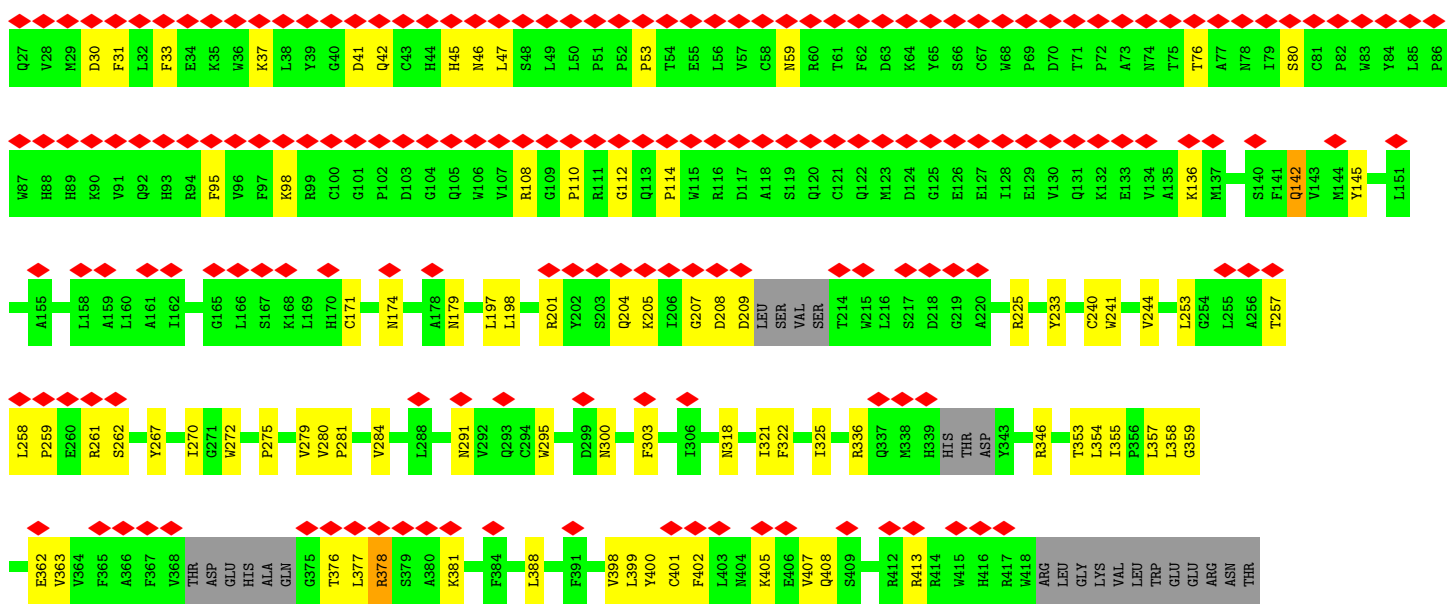 Q27 V28 M29 D30 F31 L32 F33 E34 K35 W36 K37 L38 Y39 G40 D41 Q42 C43 H44 H45 N46 L47 S48 L49 L50 P51 P52 P53 T54 E55 L56 V57 C58 N59 R60 T61 F62 D63 K64 Y65 S66 C67 W68 P69 D70 T71 P72 A73 N74 T75 T76 A77 N78 I79 S80 C81 P82 W83 Y84 L85 P86
W87 H88 H89 K90 V91 Q92 H93 R94 F95 V96 F97 K98 R99 C100 G101 P102 D103 G104 Q105 W106 V107 R108 G109 P110 R111 G112 Q113 P114 W115 R116 D117 A118 S119 Q120 C121 Q122 M123 D124 G125 E126 E127 I128 E129 V130 Q131 K132 E133 V134 A135 K136 M137 S140 F141 Q142 V143 M144 Y145 L151
A155 L158 A159 L160 A161 I162 G165 L166 S167 K168 L169 H170 C171 N174 A178 N179 L197 L198 R201 Y202 S203 Q204 K205 I206 G207 D208 D209 LEU SER VAL SER T214 W215 L216 S217 D218 G219 A220 R225 Y233 C240 W241 V244 L253 G254 L255 A256 T257
L258 P259 E260 R261 S262 Y267 I270 G271 W272 P275 V279 V280 P281 V284 L288 N291 V292 Q293 C294 W295 D299 N300 F303 I306 N318 I321 F322 I325 R336 Q337 M338 H339 HIS THR ASP Y343 R346 T353 L354 I355 P356 L357 L358 G359
E362 V363 V364 F365 A366 F367 V368 THR ASP GLU HIS ALA GLN G375 T376 L377 R378 S379 A380 K381 F384 L388 F391 V398 L399 Y400 C401 F402 L403 N404 K405 E406 V407 Q408 S409 R412 R413 R414 W415 H416 R417 W418 ARG LEU GLY LYS VAL LEU TRP GLU GLU ARG ASN THR